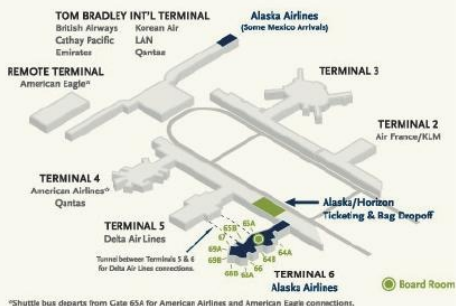 TOM BRADLEY INT'L TERMINAL
British Airways
Cathay Pacific
Emirates
Korean Air
LAN
Qantas
Alaska Airlines
(Some Mexico Arrivals)
REMOTE TERMINAL
American Eagle*
TERMINAL 3
TERMINAL 2
Air France/KLM
TERMINAL 4
American Airlines*
Qantas
Alaska/Horizon
Ticketing & Bag Dropoff
TERMINAL 5
Delta Air Lines
Tunnel between Terminals 5 & 6
for Delta Air Lines connections.
65B
65A
67
69A
69B
68B
68A
66
64B
64A
TERMINAL 6
Alaska Airlines
Board Room
*Shuttle bus departs from Gate 65A for American Airlines and American Eagle connections.